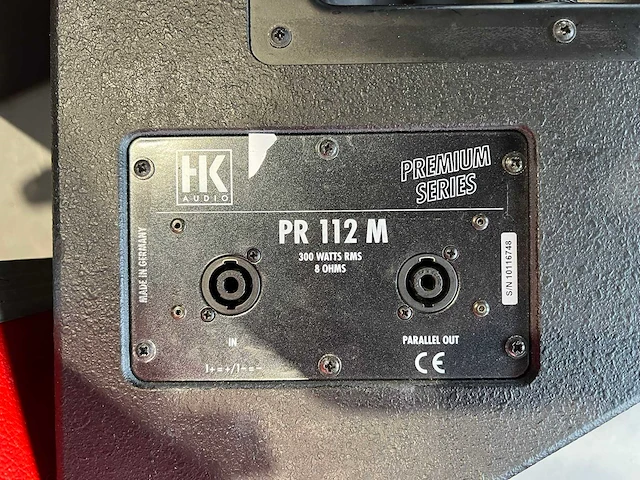 HK
AUDIO
PREMIUM
SERIES
PR 112 M
300 WATTS RMS
8 OHMS
MADE IN GERMANY
S/N 10116748
IN
PARALLEL OUT
1+=+/1-=-
CE